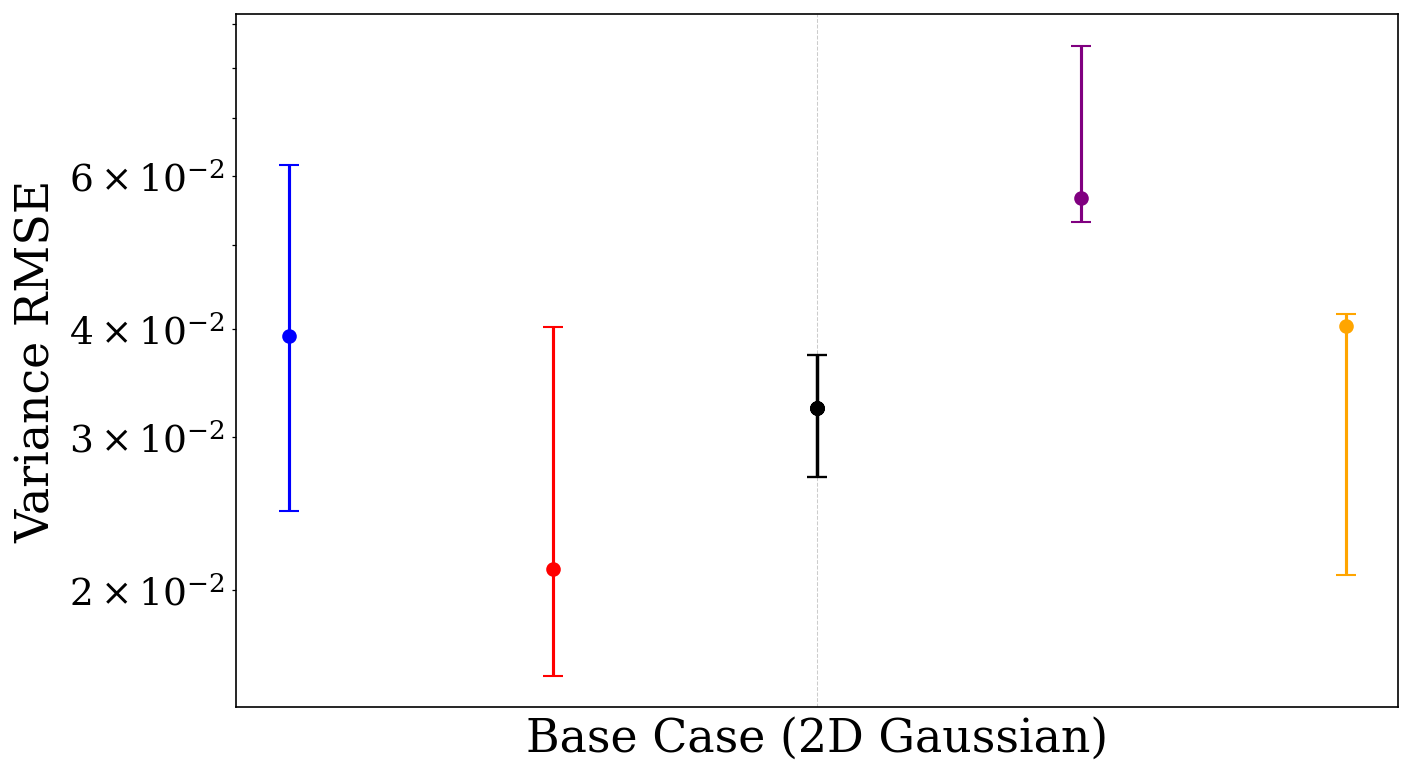 Variance RMSE
6 × 10⁻²
4 × 10⁻²
3 × 10⁻²
2 × 10⁻²
Base Case (2D Gaussian)